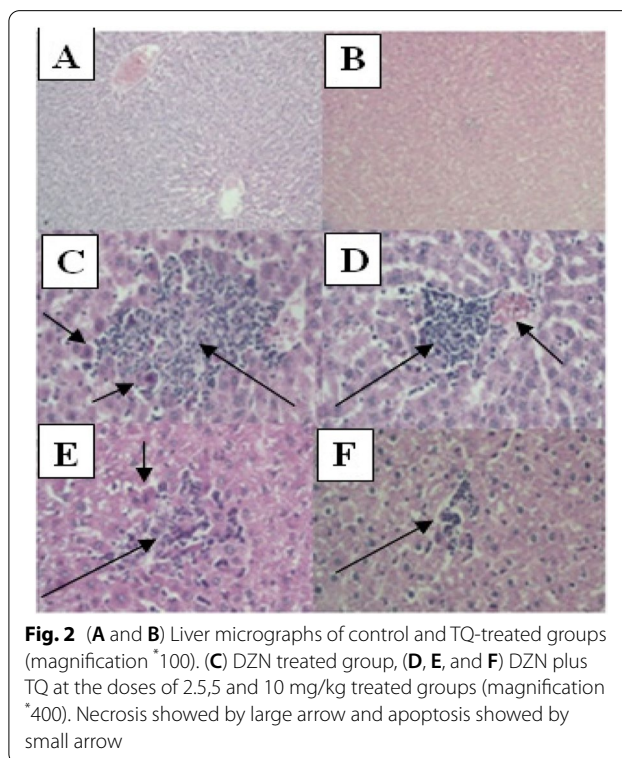 A
B
C
D
E
F
Fig. 2 (A and B) Liver micrographs of control and TQ-treated groups
(magnification *100). (C) DZN treated group, (D, E, and F) DZN plus
TQ at the doses of 2.5,5 and 10 mg/kg treated groups (magnification
*400). Necrosis showed by large arrow and apoptosis showed by
small arrow